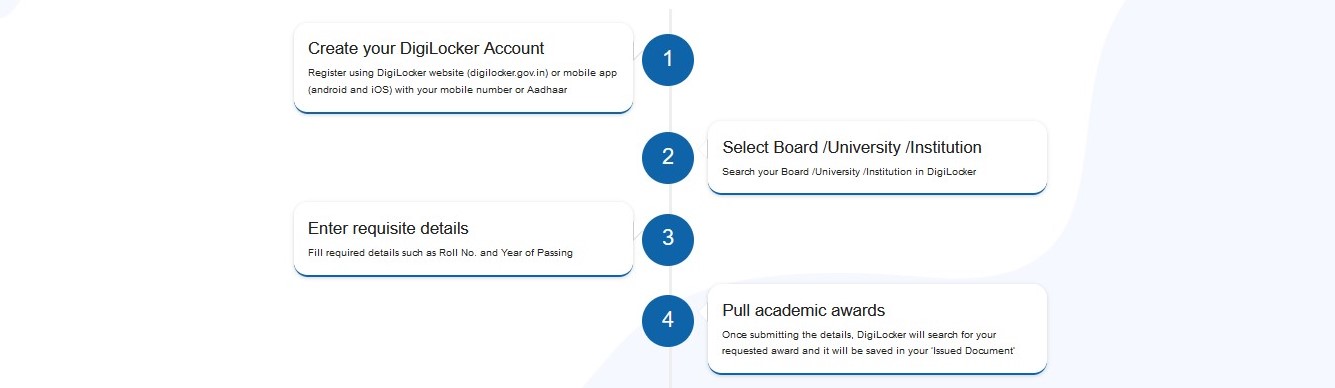 Create your DigiLocker Account
Register using DigiLocker website (digilocker.gov.in) or mobile app
(android and iOS) with your mobile number or Aadhaar
1
2
Select Board /University /Institution
Search your Board /University /Institution in DigiLocker
Enter requisite details
Fill required details such as Roll No. and Year of Passing
3
4
Pull academic awards
Once submitting the details, DigiLocker will search for your
requested award and it will be saved in your 'Issued Document'